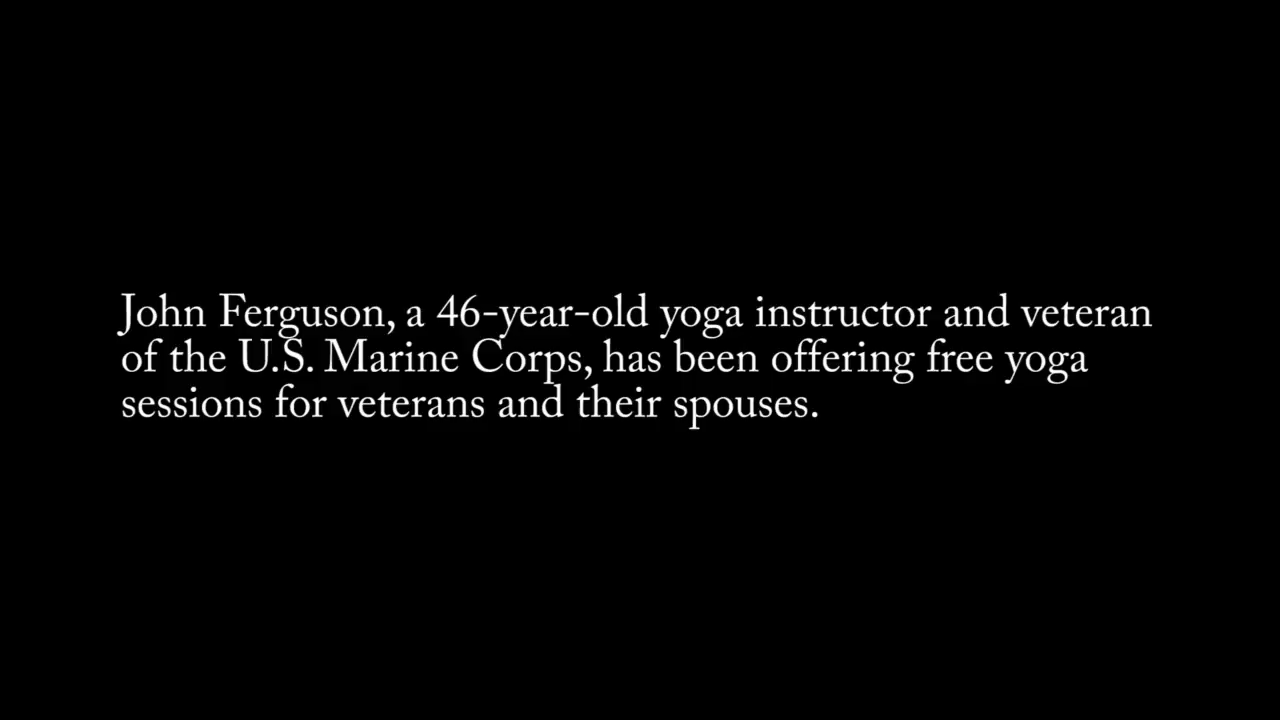 John Ferguson, a 46-year-old yoga instructor and veteran
of the U.S. Marine Corps, has been offering free yoga
sessions for veterans and their spouses.